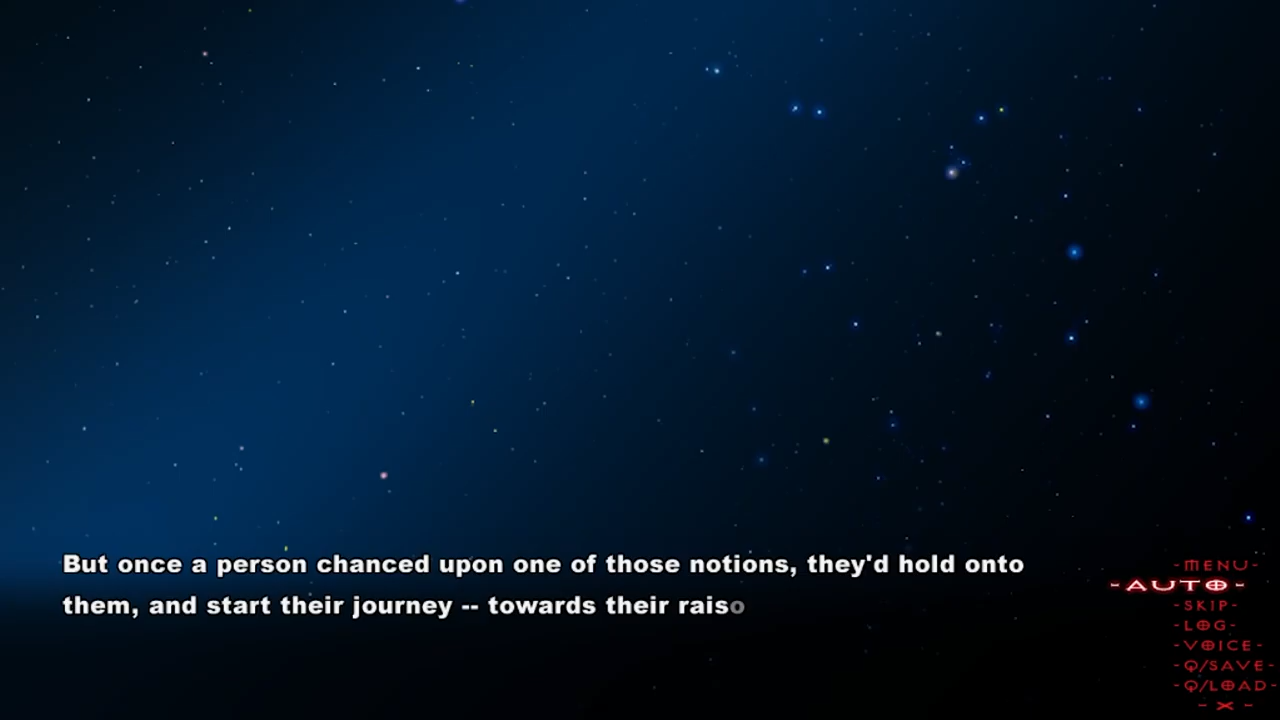 But once a person chanced upon one of those notions, they'd hold onto
them, and start their journey -- towards their raiso
-MENU-
-AUTO-
-SKIP-
-LOG-
-VOICE-
-Q/SAVE-
-Q/LOAD-
-X-